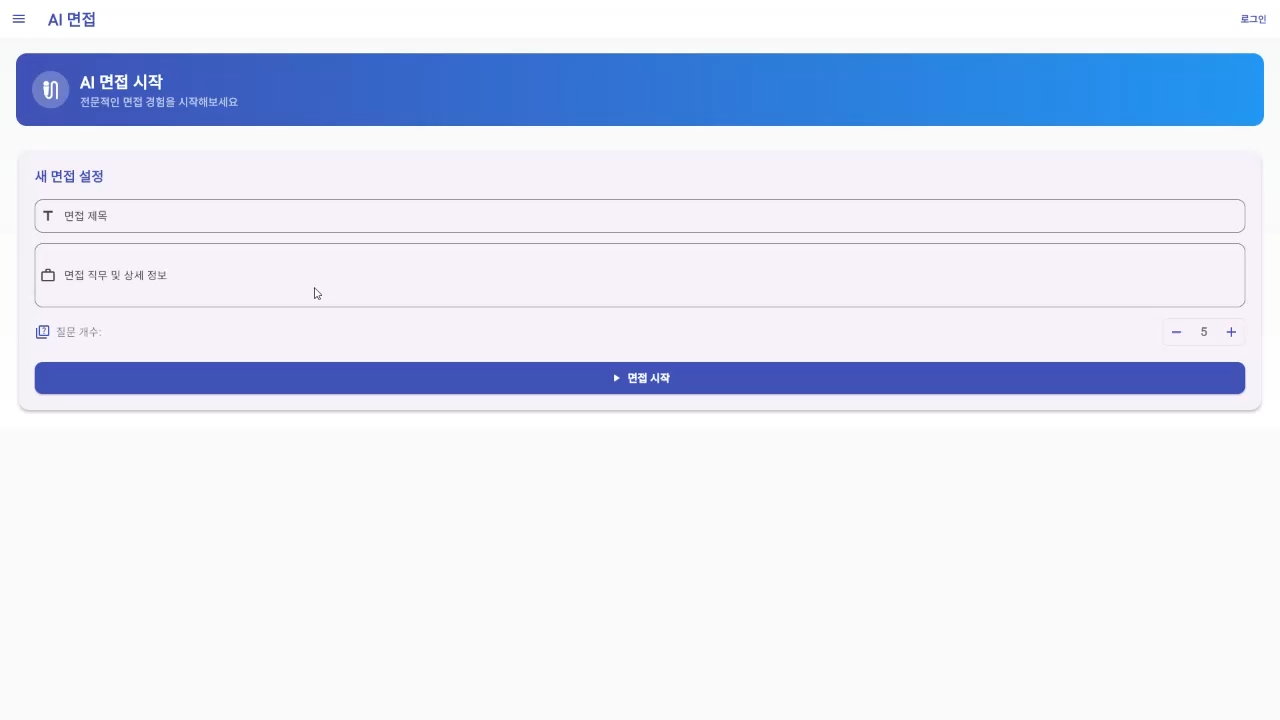 AI 면접
로그인
AI 면접 시작
전문적인 면접 경험을 시작해보세요
새 면접 설정
면접 제목
면접 직무 및 상세 정보
질문 개수:
5
면접 시작